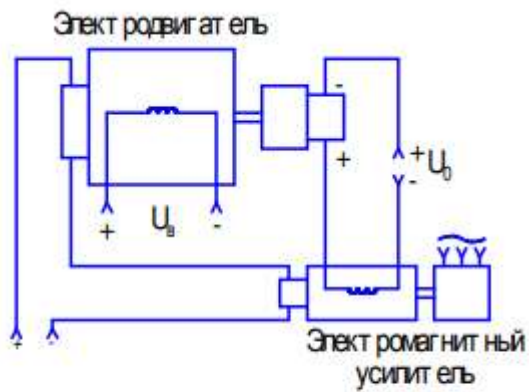 Электродвигатель
-
+
+ U₀
-
+ Uв -
+ -
Электромагнитный
усилитель